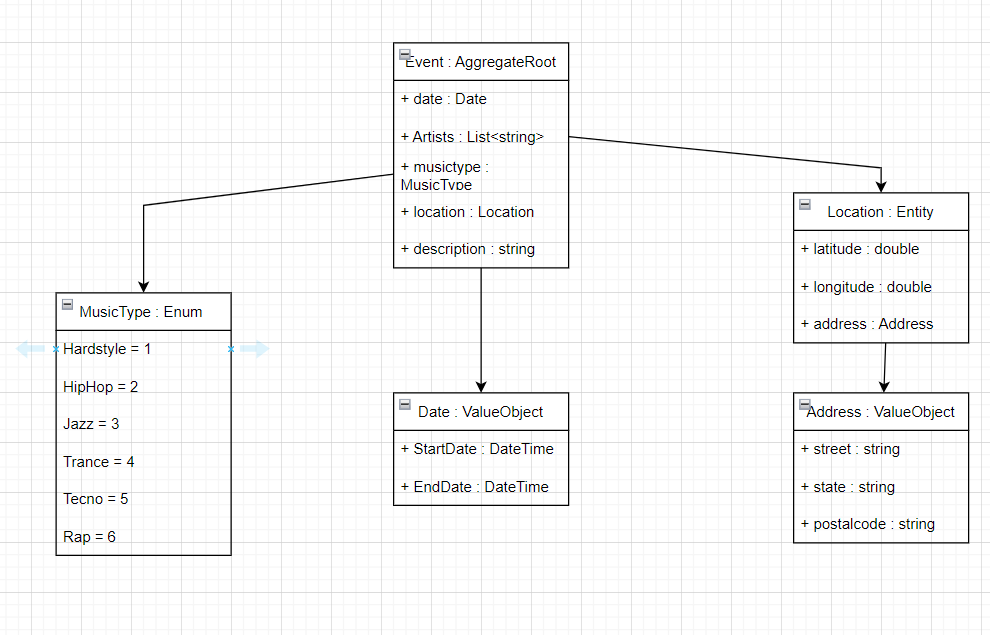 Event : AggregateRoot
+ date : Date
+ Artists : List<string>
+ musictype :
MusicType
+ location : Location
+ description : string
Location : Entity
+ latitude : double
+ longitude : double
+ address : Address
MusicType : Enum
Hardstyle = 1
HipHop = 2
Jazz = 3
Trance = 4
Tecno = 5
Rap = 6
Date : ValueObject
+ StartDate : DateTime
+ EndDate : DateTime
Address : ValueObject
+ street : string
+ state : string
+ postalcode : string